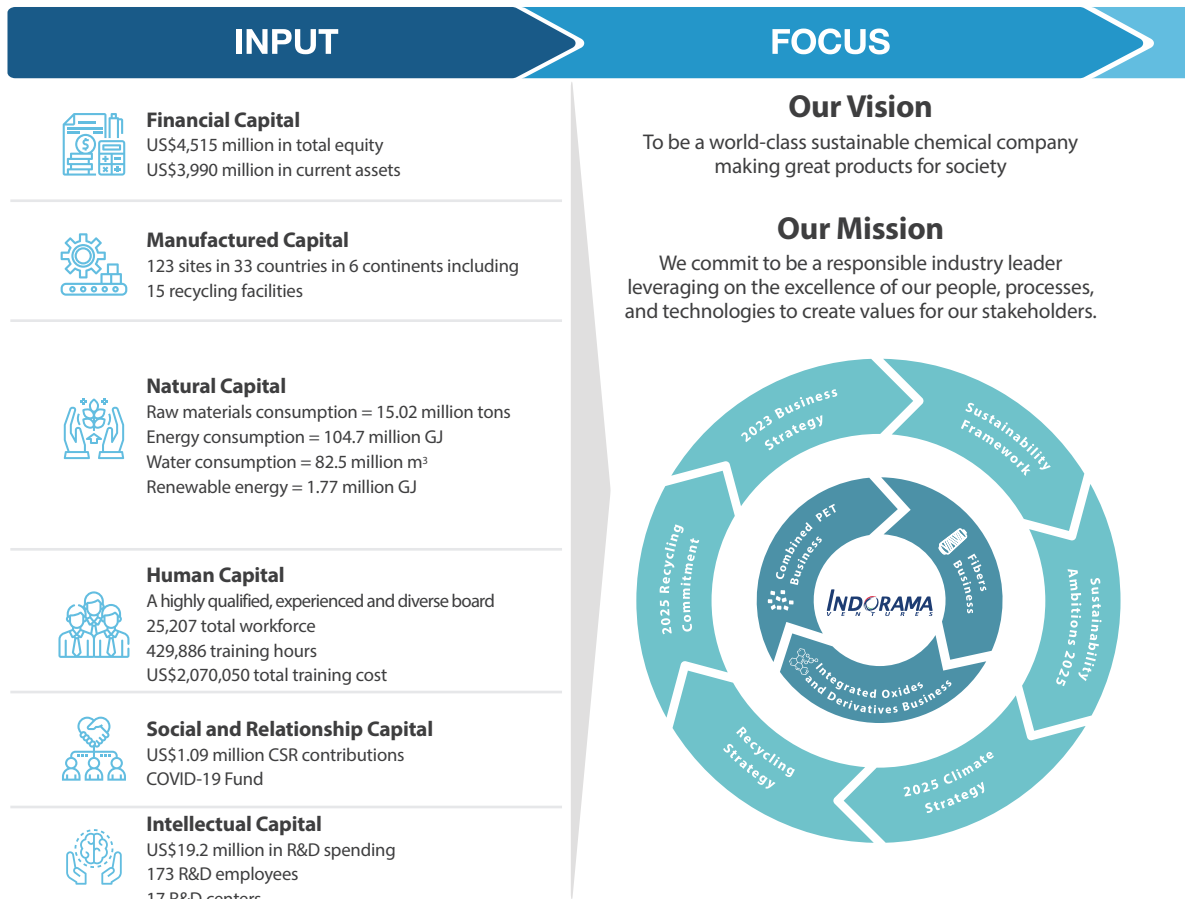 INPUT
FOCUS
Financial Capital
US$4,515 million in total equity
US$3,990 million in current assets
Manufactured Capital
123 sites in 33 countries in 6 continents including
15 recycling facilities
Natural Capital
Raw materials consumption = 15.02 million tons
Energy consumption = 104.7 million GJ
Water consumption = 82.5 million m³
Renewable energy = 1.77 million GJ
Human Capital
A highly qualified, experienced and diverse board
25,207 total workforce
429,886 training hours
US$2,070,050 total training cost
Social and Relationship Capital
US$1.09 million CSR contributions
COVID-19 Fund
Intellectual Capital
US$19.2 million in R&D spending
173 R&D employees
17 R&D centers
Our Vision
To be a world-class sustainable chemical company
making great products for society
Our Mission
We commit to be a responsible industry leader
leveraging on the excellence of our people, processes,
and technologies to create values for our stakeholders.
2023 Business
Strategy
Sustainability
Framework
Sustainability
Ambitions 2025
2025 Climate
Strategy
Recycling
Strategy
2025 Recycling
Commitment
Combined PET
Business
Fibers
Business
Integrated Oxides
and Derivatives Business
INDORAMA
VENTURES